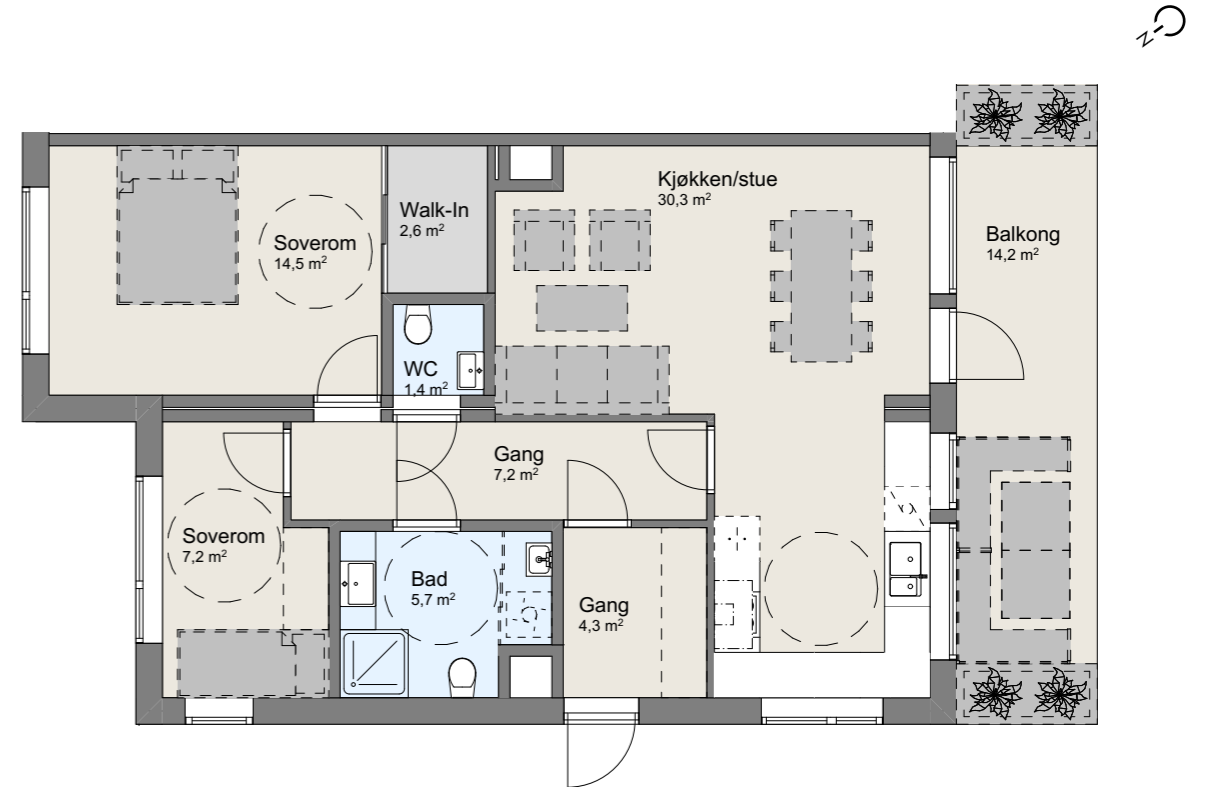 N
Kjøkken/stue
30,3 m²
Walk-In
2,6 m²
Soverom
14,5 m²
Balkong
14,2 m²
WC
1,4 m²
Gang
7,2 m²
Soverom
7,2 m²
Bad
5,7 m²
Gang
4,3 m²